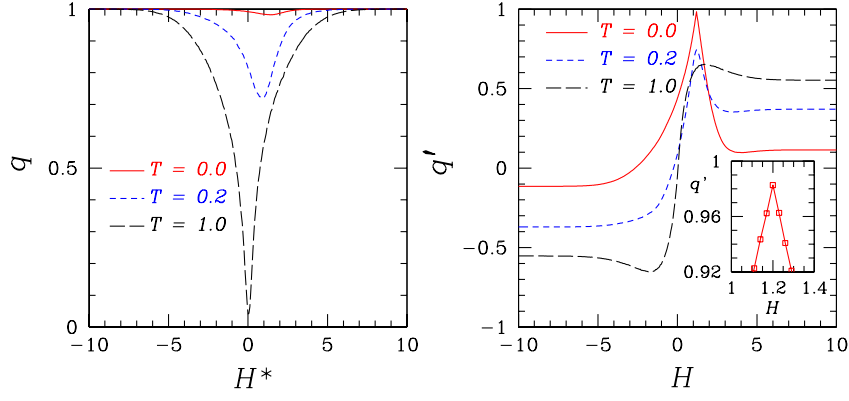 1
0.5
0
q
T = 0.0
T = 0.2
T = 1.0
−10 −5 0 5 10
H*
1
0.5
0
−0.5
−1
q′
T = 0.0
T = 0.2
T = 1.0
1
q'
0.96
0.92
1 1.2 1.4
H
−10 −5 0 5 10
H